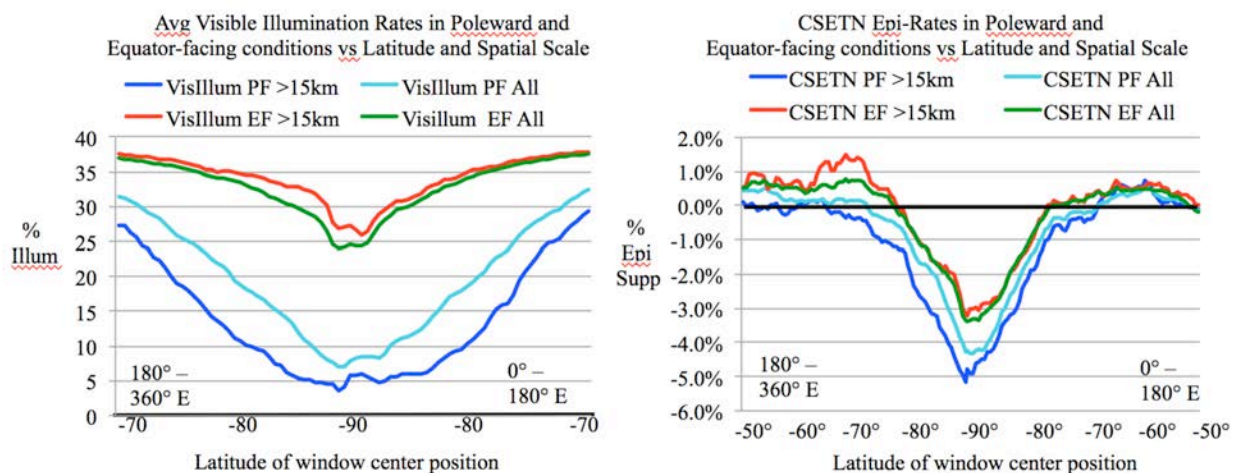 Avg Visible Illumination Rates in Poleward and
Equator-facing conditions vs Latitude and Spatial Scale
VisIllum PF >15km
VisIllum PF All
VisIllum EF >15km
Visillum EF All
40
35
30
25
20
15
10
5
0
%
Illum
180° –
360° E
0° –
180° E
-70
-80
-90
-80
-70
Latitude of window center position
CSETN Epi-Rates in Poleward and
Equator-facing conditions vs Latitude and Spatial Scale
CSETN PF >15km
CSETN PF All
CSETN EF >15km
CSETN EF All
2.0%
1.0%
0.0%
-1.0%
-2.0%
-3.0%
-4.0%
-5.0%
-6.0%
%
Epi
Supp
180° –
360° E
0° –
180° E
-50°
-60°
-70°
-80°
-90°
-80°
-70°
-60°
-50°
Latitude of window center position